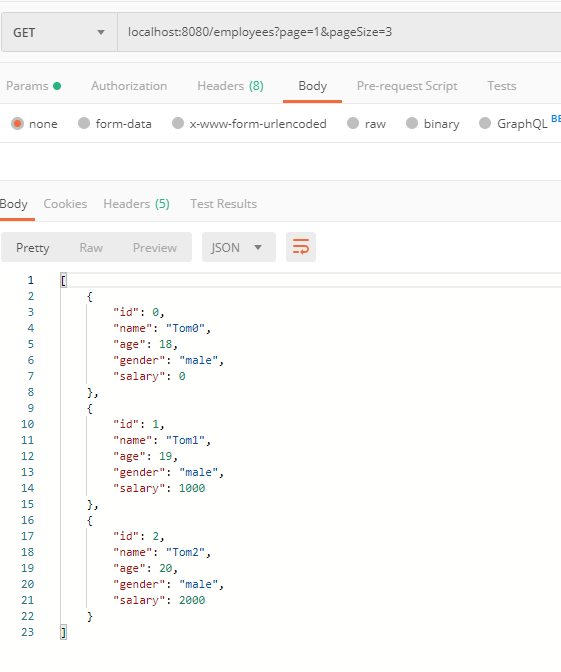 GET localhost:8080/employees?page=1&pageSize=3
Params Authorization Headers (8) Body Pre-request Script Tests
none form-data x-www-form-urlencoded raw binary GraphQL BE
Body Cookies Headers (5) Test Results
Pretty Raw Preview JSON
1 [
2 {
3 "id": 0,
4 "name": "Tom0",
5 "age": 18,
6 "gender": "male",
7 "salary": 0
8 },
9 {
10 "id": 1,
11 "name": "Tom1",
12 "age": 19,
13 "gender": "male",
14 "salary": 1000
15 },
16 {
17 "id": 2,
18 "name": "Tom2",
19 "age": 20,
20 "gender": "male",
21 "salary": 2000
22 }
23 ]